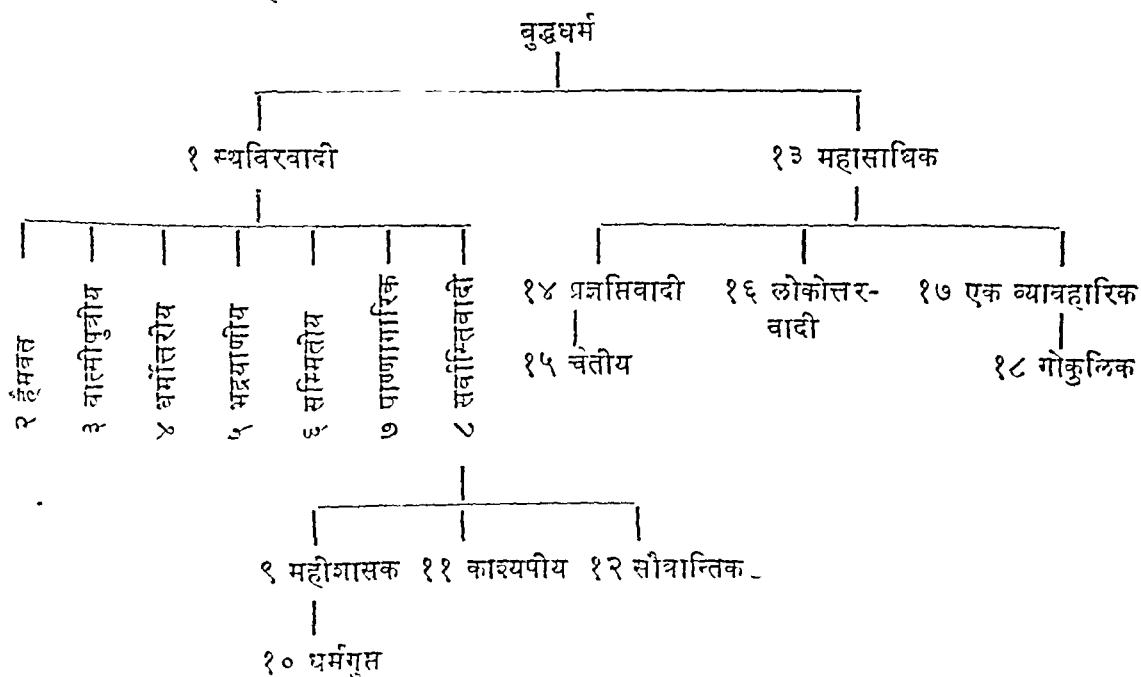 बुद्धधर्म
१ स्थविरवादी
१३ महासाघिक
२ हैमवत
३ वात्मीपुत्रीय
४ धर्मोत्तरीय
५ भद्रयाणीय
६ सम्मितीय
७ पाण्णागारिक
८ सर्वास्तिवादी
१४ प्रज्ञप्तिवादी
१६ लोकोत्तर-
वादी
१७ एक व्यावहारिक
१५ चेतीय
१८ गोकुलिक
९ महीशासक
११ काश्यपीय
१२ सौत्रान्तिक
१० धर्मगुप्त